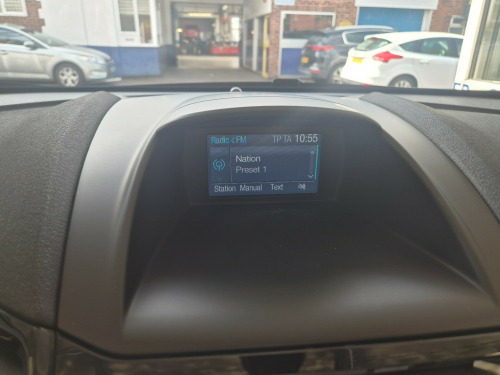 Radio < FM TP TA 10:55
Nation
Preset 1
Station Manual Text